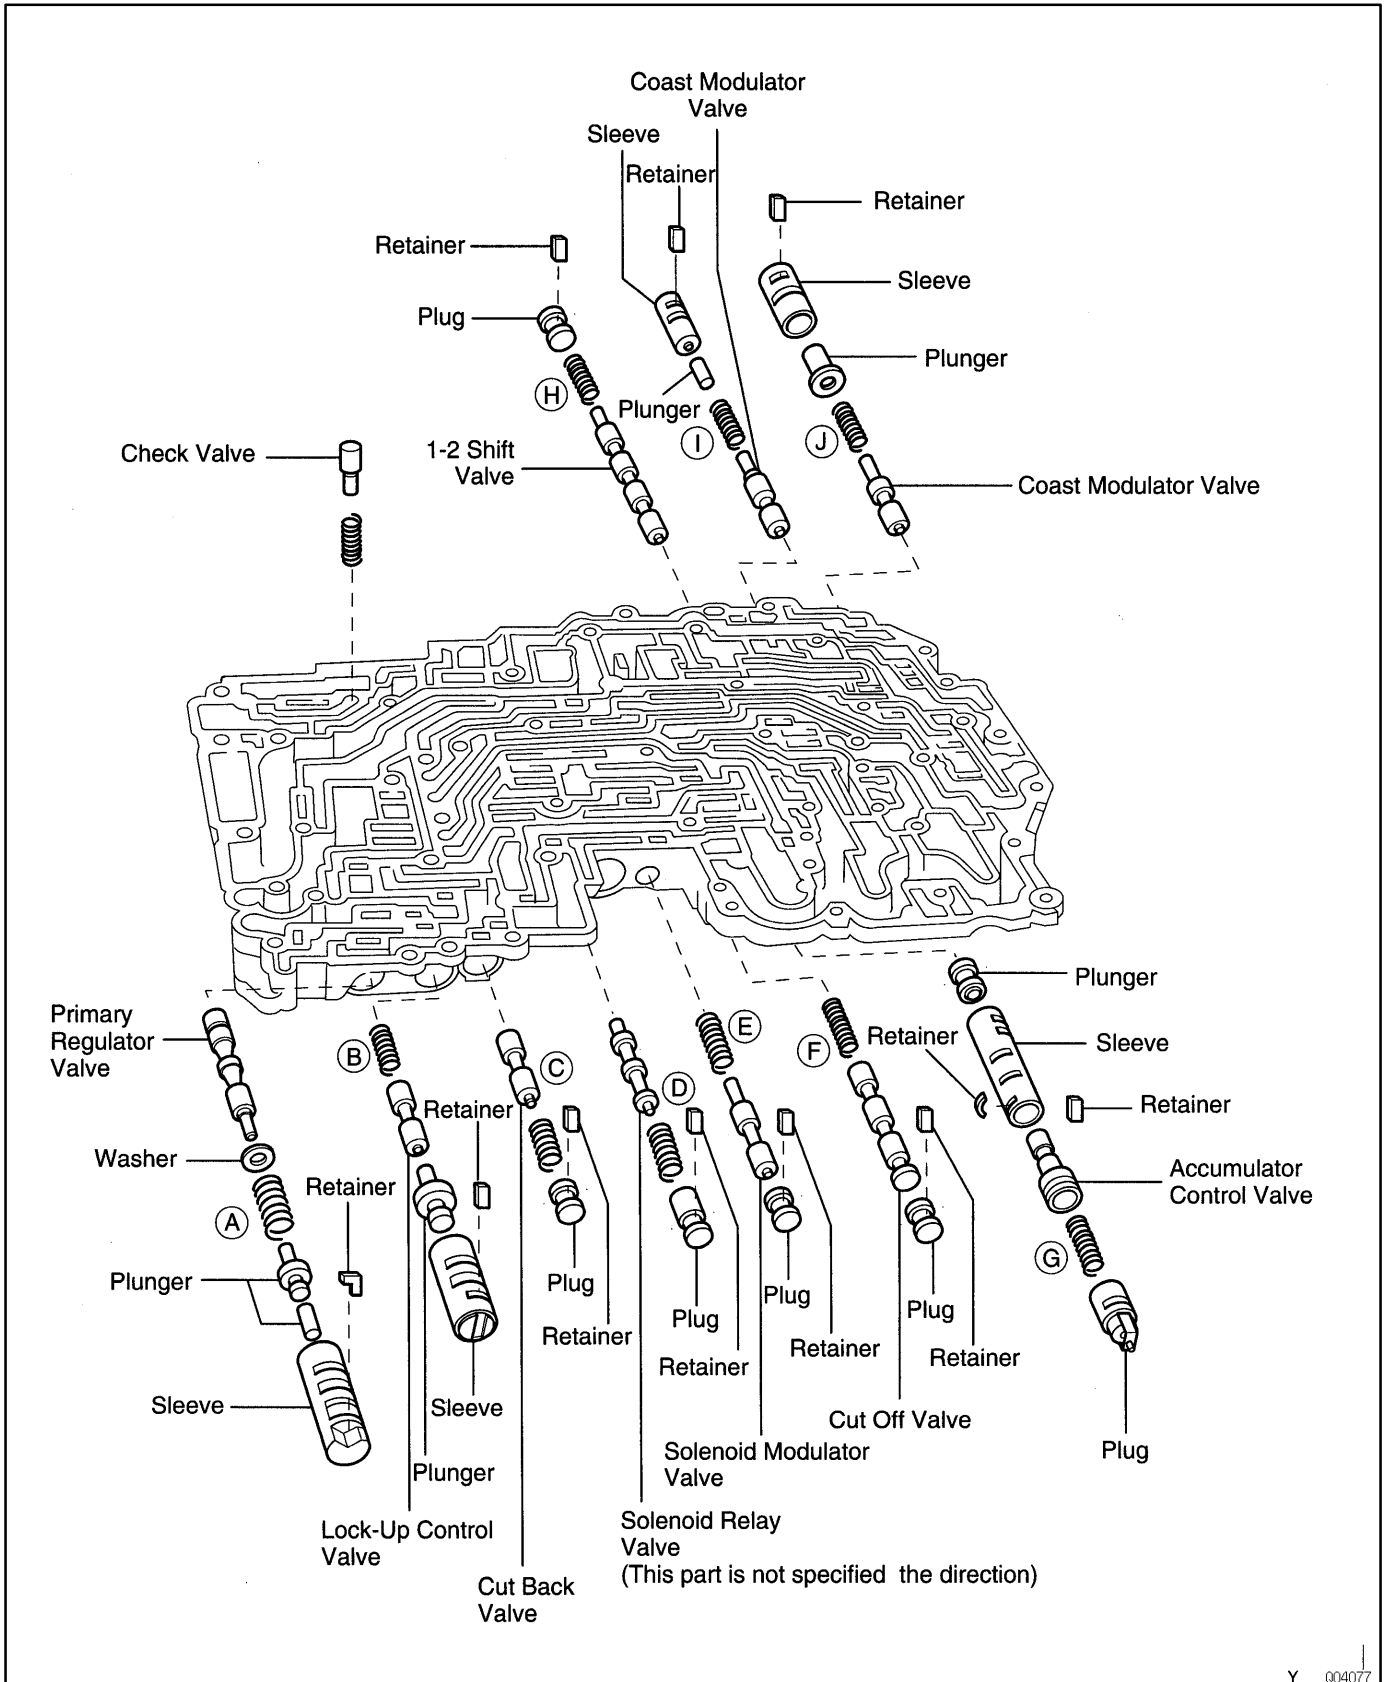 Coast Modulator
Valve
Sleeve
Retainer
Retainer
Retainer
Sleeve
Plug
Plunger
H
Plunger
I
J
Check Valve
1-2 Shift
Valve
Coast Modulator Valve
Plunger
Primary
Regulator
Valve
B
C
D
E
F
Retainer
Sleeve
Retainer
Retainer
Washer
Retainer
A
Accumulator
Control Valve
G
Plunger
Plug
Plug
Plug
Plug
Retainer
Retainer
Retainer
Retainer
Sleeve
Sleeve
Cut Off Valve
Plug
Plunger
Solenoid Modulator
Valve
Lock-Up Control
Valve
Solenoid Relay
Valve
(This part is not specified the direction)
Cut Back
Valve
Y Q04077